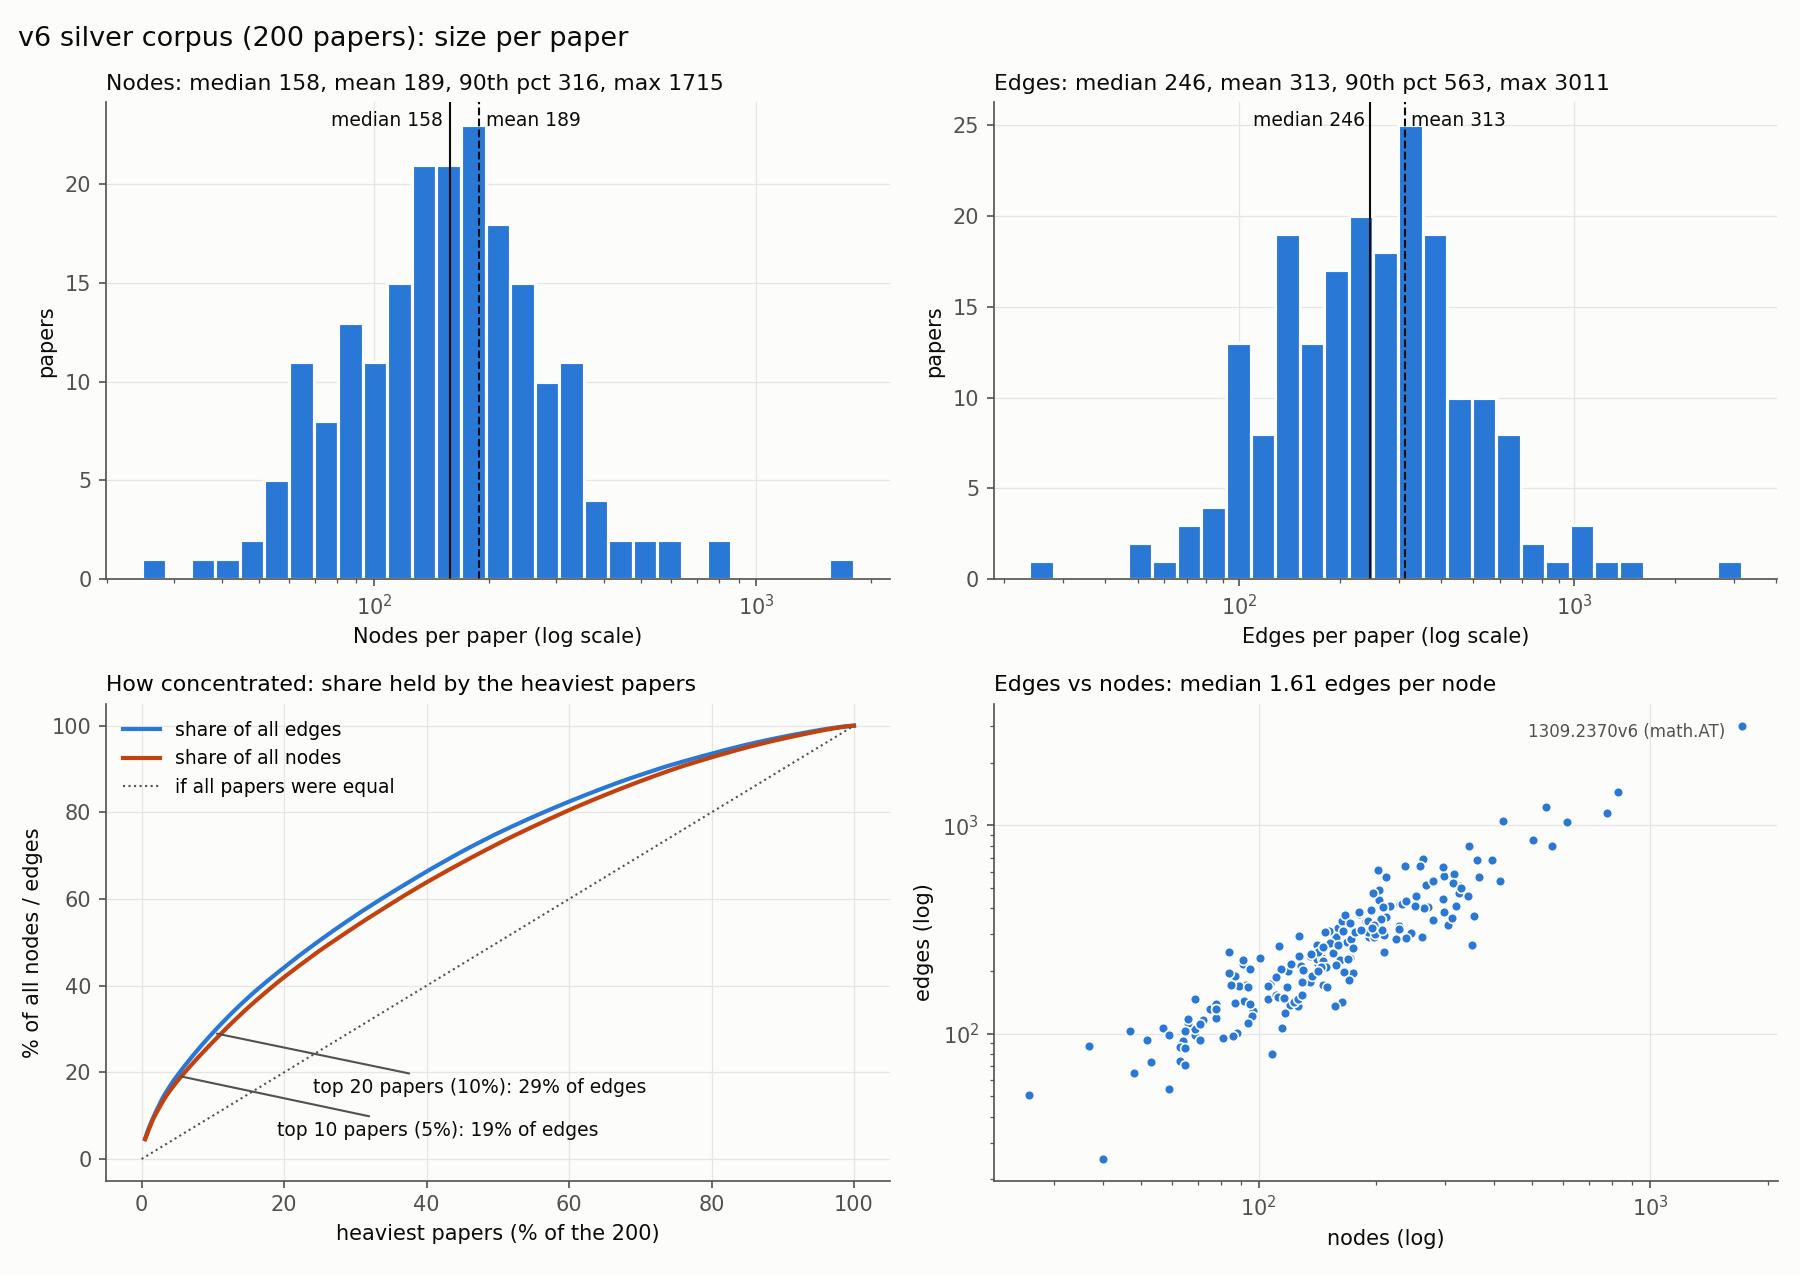 v6 silver corpus (200 papers): size per paper
Nodes: median 158, mean 189, 90th pct 316, max 1715
median 158
mean 189
papers
20
15
10
5
0
10²
10³
Nodes per paper (log scale)
Edges: median 246, mean 313, 90th pct 563, max 3011
median 246
mean 313
papers
25
20
15
10
5
0
10²
10³
Edges per paper (log scale)
How concentrated: share held by the heaviest papers
share of all edges
share of all nodes
if all papers were equal
% of all nodes / edges
100
80
60
40
20
0
top 20 papers (10%): 29% of edges
top 10 papers (5%): 19% of edges
0
20
40
60
80
100
heaviest papers (% of the 200)
Edges vs nodes: median 1.61 edges per node
1309.2370v6 (math.AT)
edges (log)
10³
10²
10²
10³
nodes (log)